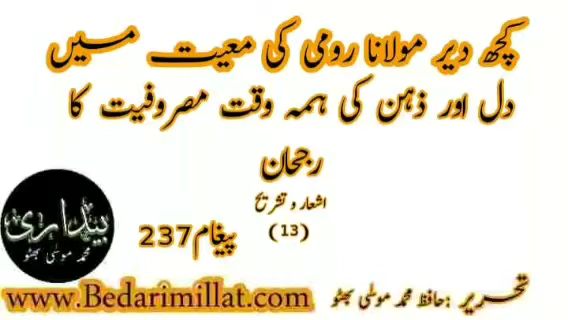 کچھ دیر مولانا رومی کی معیت میں
دل اور ذہن کی ہمہ وقت مصروفیت کا
رجحان
اشعار و تشریح
(13)
پیغام 237
بیداری
محمد موسیٰ بھٹو
تحریر : حافظ محمد موسیٰ بھٹو
www.Bedarimillat.com